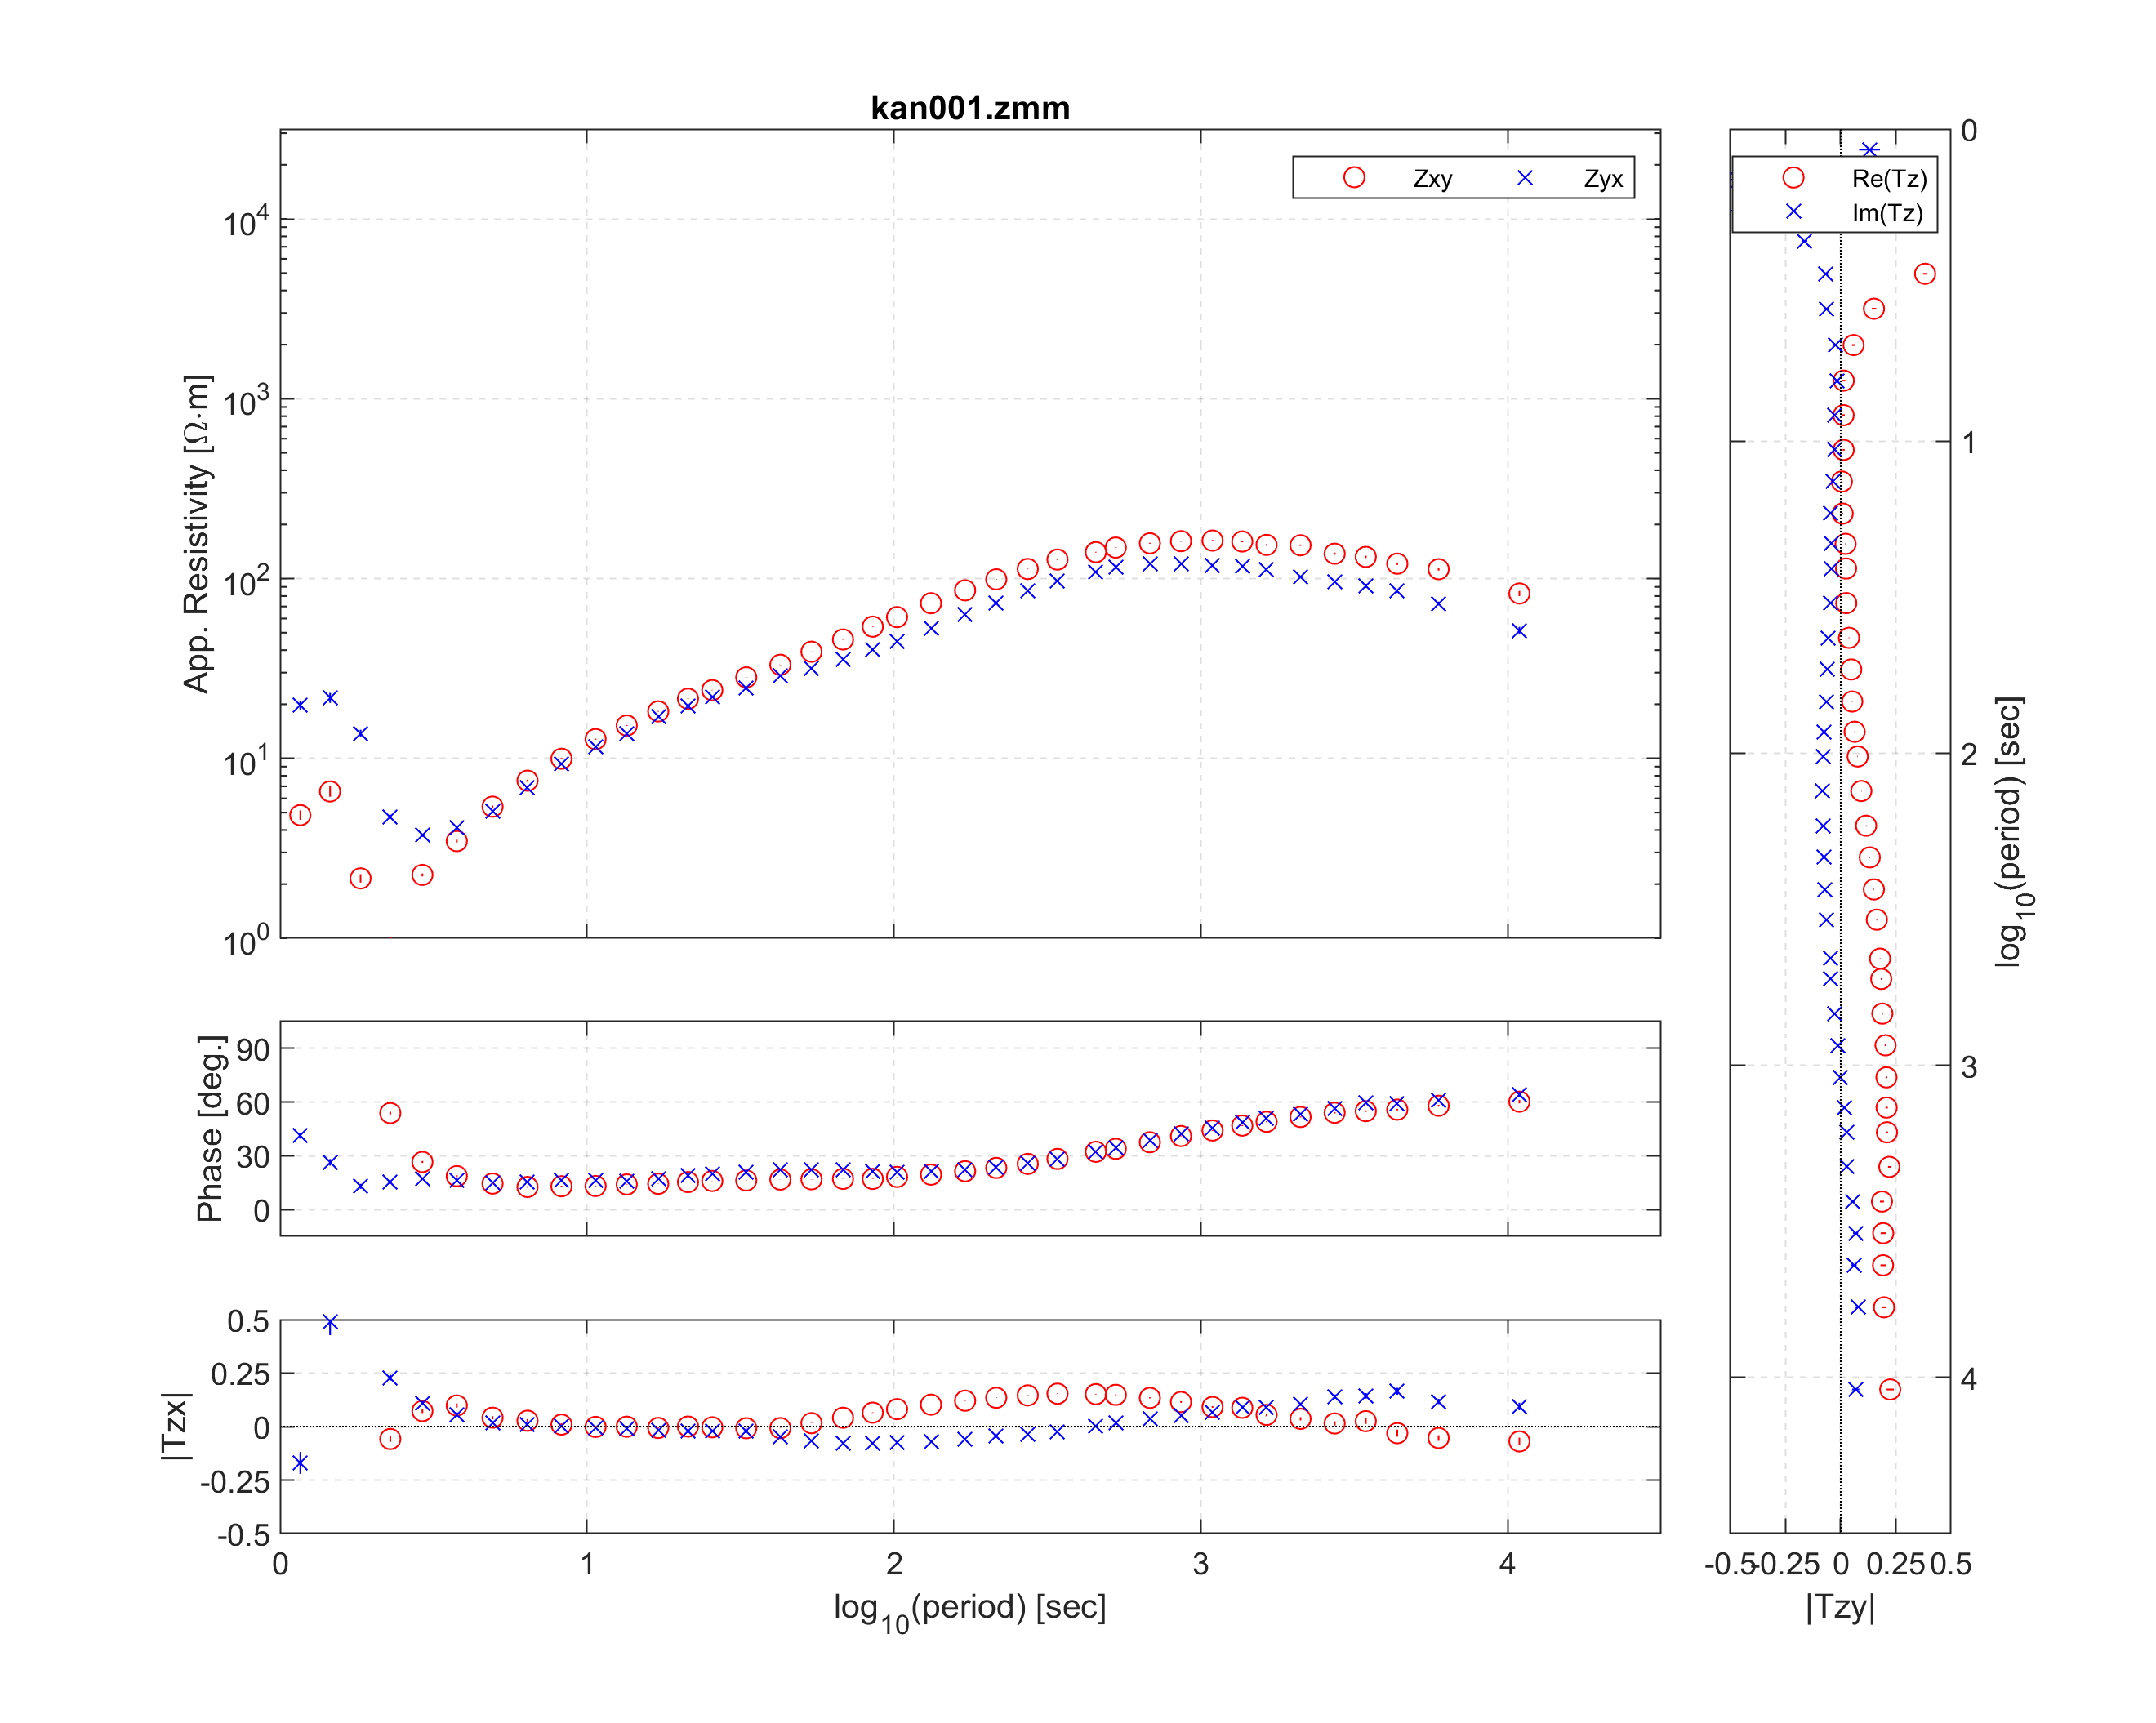 kan001.zmm
Zxy Zyx
10^4
10^3
10^2
10^1
10^0
App. Resistivity [Ω·m]
90
60
30
0
Phase [deg.]
0.5
0.25
0
-0.25
-0.5
|Tzx|
0 1 2 3 4
log10(period) [sec]
Re(Tz)
Im(Tz)
0
1
2
3
4
log10(period) [sec]
-0.5 -0.25 0 0.25 0.5
|Tzy|